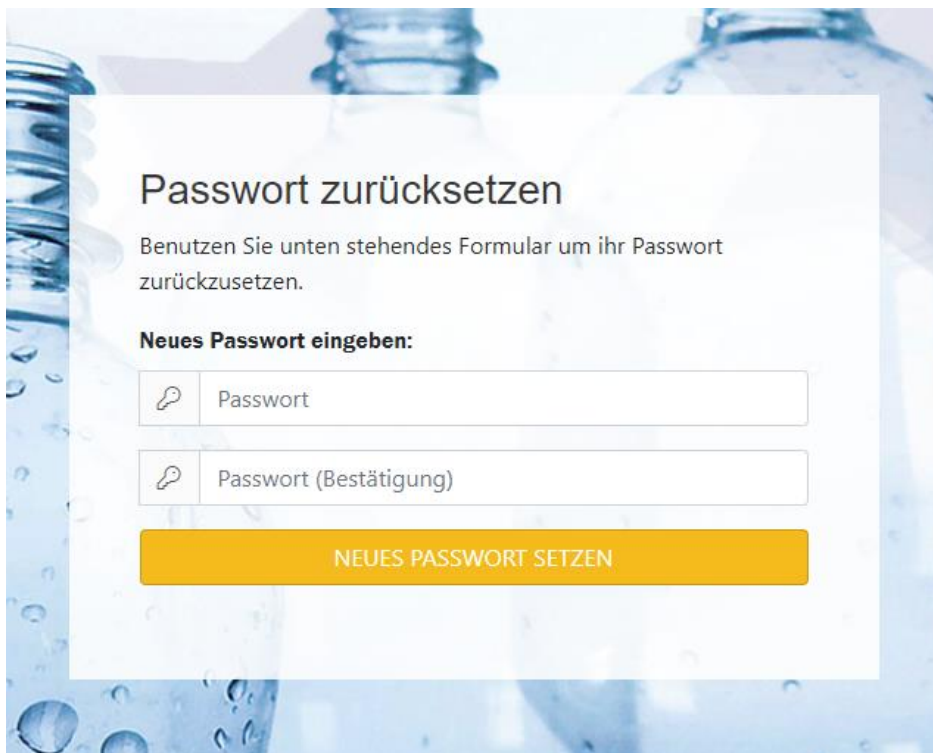 Passwort zurücksetzen
Benutzen Sie unten stehendes Formular um ihr Passwort
zurückzusetzen.
Neues Passwort eingeben:
Passwort
Passwort (Bestätigung)
NEUES PASSWORT SETZEN